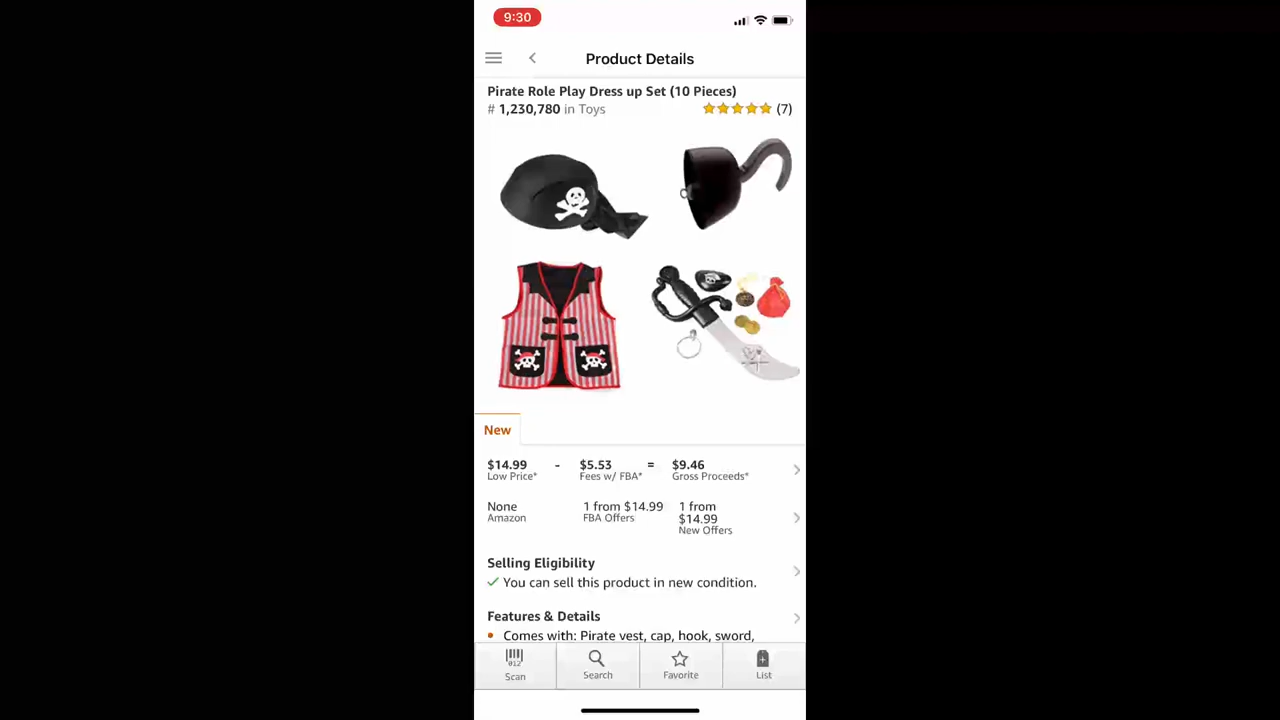 9:30
Product Details
Pirate Role Play Dress up Set (10 Pieces)
# 1,230,780 in Toys (7)
New
$14.99 - $5.53 = $9.46
Low Price* Fees w/ FBA* Gross Proceeds*
None 1 from $14.99 1 from $14.99
Amazon FBA Offers New Offers
Selling Eligibility
You can sell this product in new condition.
Features & Details
• Comes with: Pirate vest, cap, hook, sword,
Scan Search Favorite List